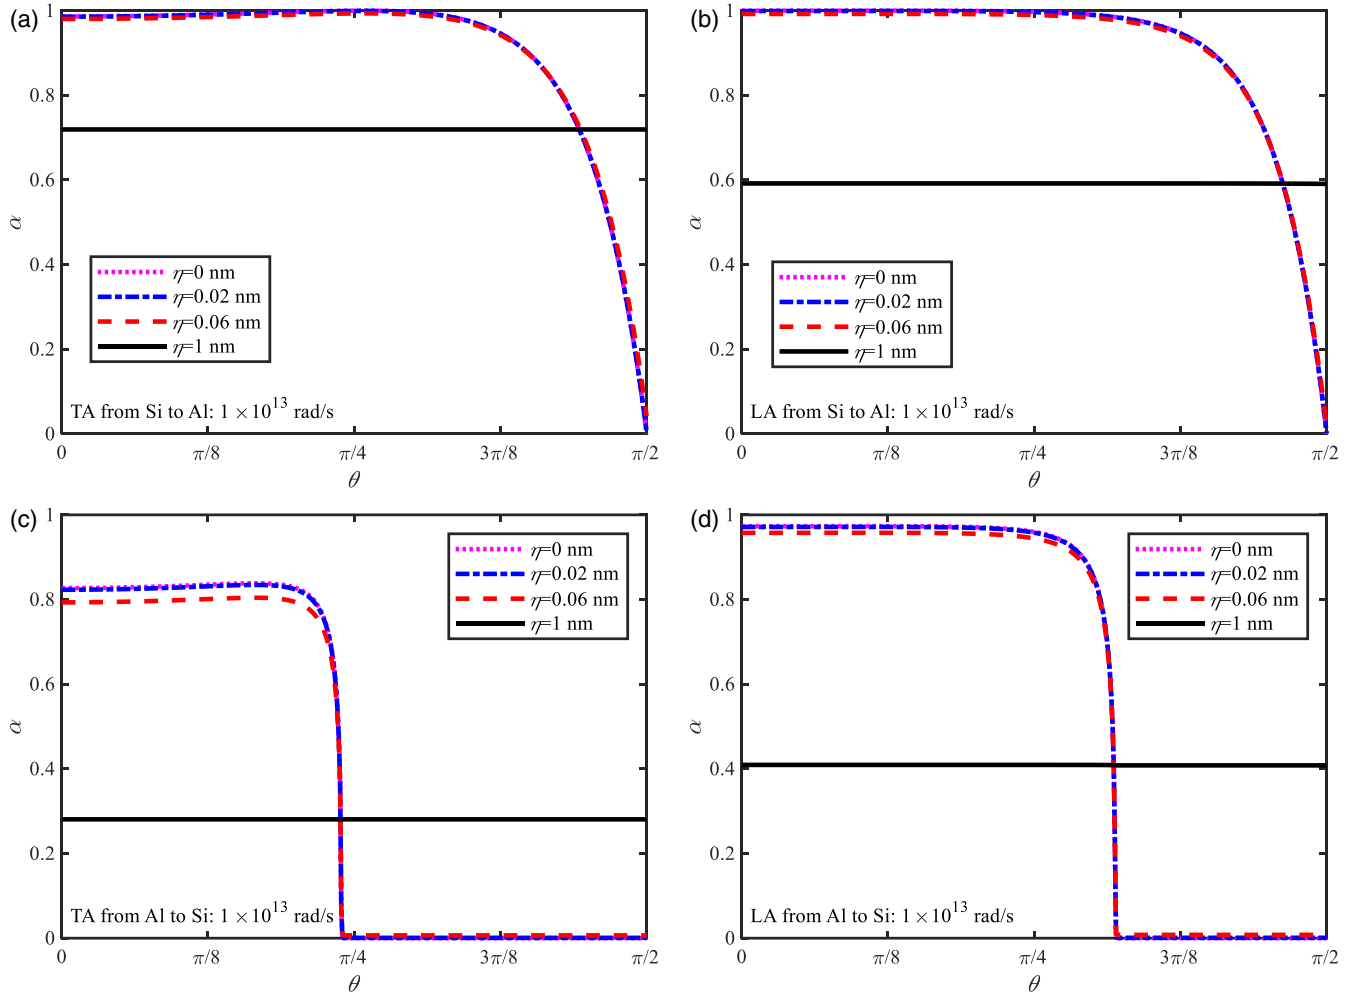 (a)
1
0.8
0.6
0.4
0.2
0
α
η=0 nm
η=0.02 nm
η=0.06 nm
η=1 nm
TA from Si to Al: 1 × 10^13 rad/s
0 π/8 π/4 3π/8 π/2
θ
(b)
1
0.8
0.6
0.4
0.2
0
α
η=0 nm
η=0.02 nm
η=0.06 nm
η=1 nm
LA from Si to Al: 1 × 10^13 rad/s
0 π/8 π/4 3π/8 π/2
θ
(c)
1
0.8
0.6
0.4
0.2
0
α
η=0 nm
η=0.02 nm
η=0.06 nm
η=1 nm
TA from Al to Si: 1 × 10^13 rad/s
0 π/8 π/4 3π/8 π/2
θ
(d)
1
0.8
0.6
0.4
0.2
0
α
η=0 nm
η=0.02 nm
η=0.06 nm
η=1 nm
LA from Al to Si: 1 × 10^13 rad/s
0 π/8 π/4 3π/8 π/2
θ